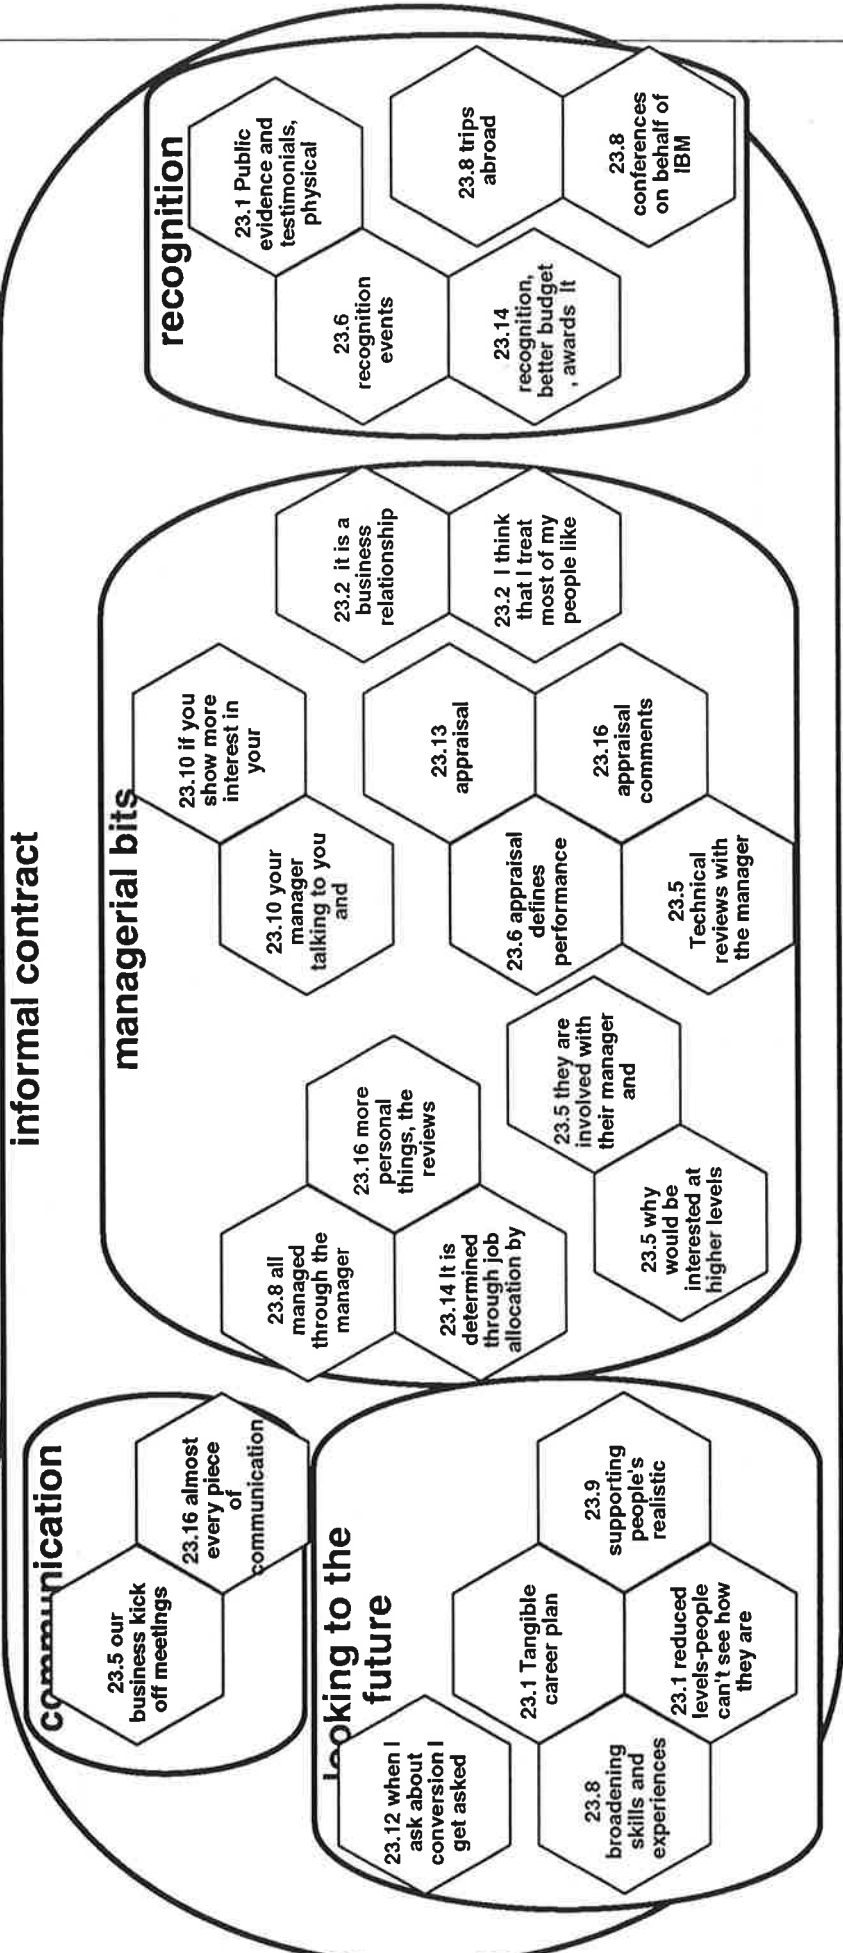 informal contract
communication
23.5 our
business kick
off meetings
23.16 almost
every piece
of
communication
looking to the
future
23.12 when I
ask about
conversion I
get asked
23.1 Tangible
career plan
23.9
supporting
people's
realistic
23.8
broadening
skills and
experiences
23.1 reduced
levels-people
can't see how
they are
managerial bits
23.8 all
managed
through the
manager
23.16 more
personal
things, the
reviews
23.14 It is
determined
through job
allocation by
23.5 why
would be
interested at
higher levels
23.5 they are
involved with
their manager
and
23.10 your
manager
talking to you
and
23.10 if you
show more
interest in
your
23.6 appraisal
defines
performance
23.13
appraisal
23.5
Technical
reviews with
the manager
23.16
appraisal
comments
23.2 it is a
business
relationship
23.2 I think
that I treat
most of my
people like
recognition
23.1 Public
evidence and
testimonials,
physical
23.6
recognition
events
23.14
recognition,
better budget
, awards It
23.8 trips
abroad
23.8
conferences
on behalf of
IBM